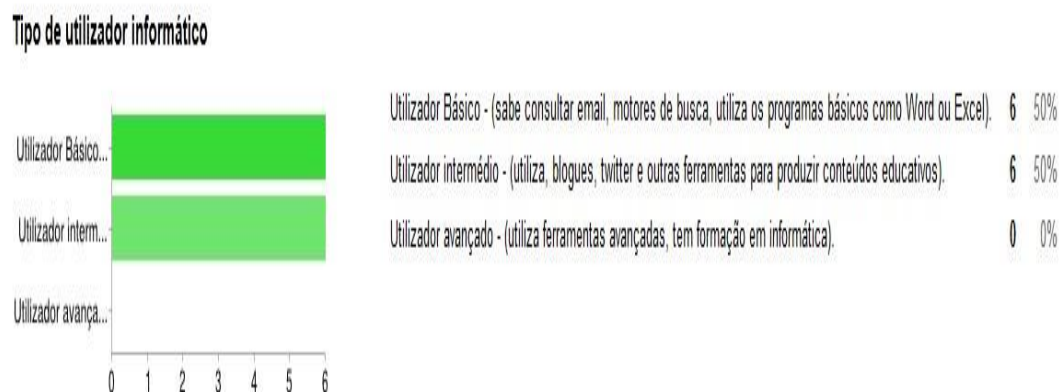 Tipo de utilizador informático
Utilizador Básico...
Utilizador interm...
Utilizador avança...
0 1 2 3 4 5 6
Utilizador Básico - (sabe consultar email, motores de busca, utiliza os programas básicos como Word ou Excel). 6 50%
Utilizador intermédio - (utiliza, blogues, twitter e outras ferramentas para produzir conteúdos educativos). 6 50%
Utilizador avançado - (utiliza ferramentas avançadas, tem formação em informática). 0 0%